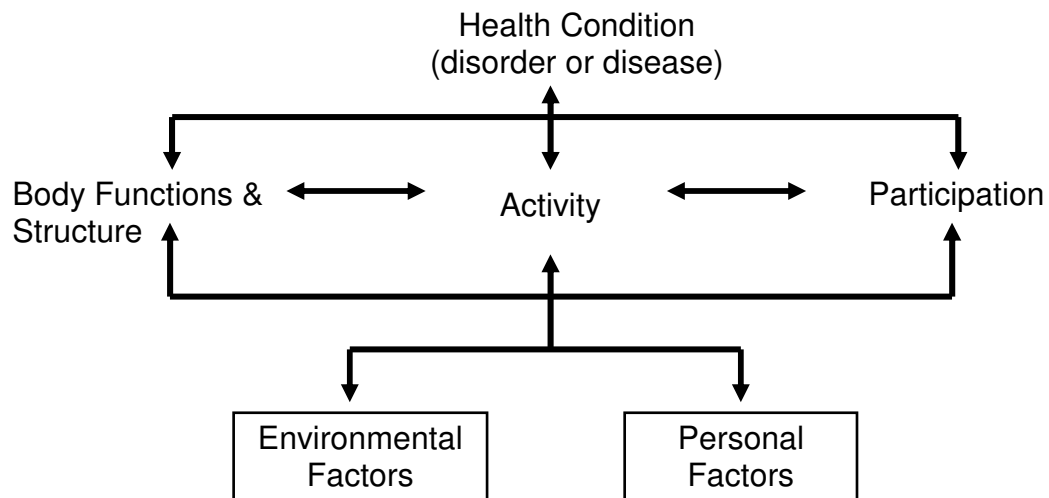 Health Condition
(disorder or disease)
Body Functions &
Structure
Activity
Participation
Environmental
Factors
Personal
Factors